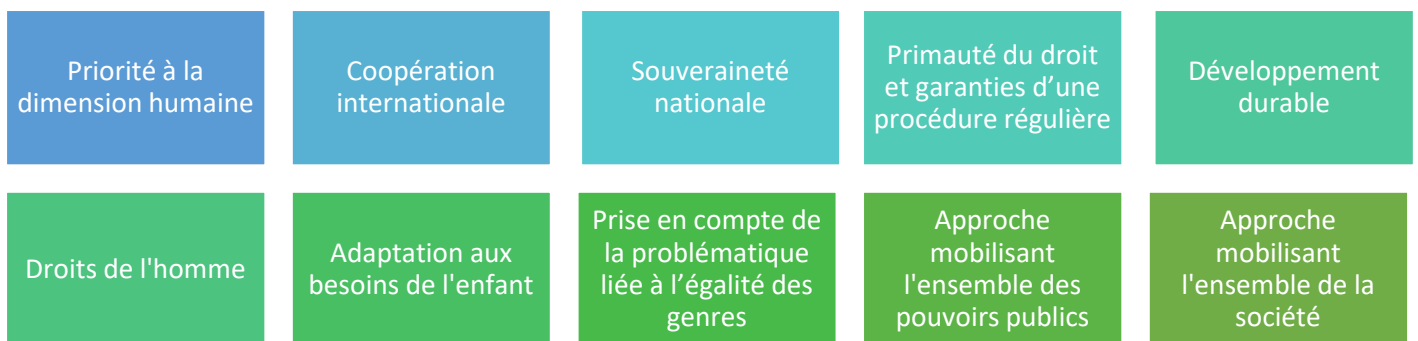 Priorité à la
dimension humaine
Coopération
internationale
Souveraineté
nationale
Primauté du droit
et garanties d’une
procédure régulière
Développement
durable
Droits de l'homme
Adaptation aux
besoins de l'enfant
Prise en compte de
la problématique
liée à l’égalité des
genres
Approche
mobilisant
l'ensemble des
pouvoirs publics
Approche
mobilisant
l'ensemble de la
société